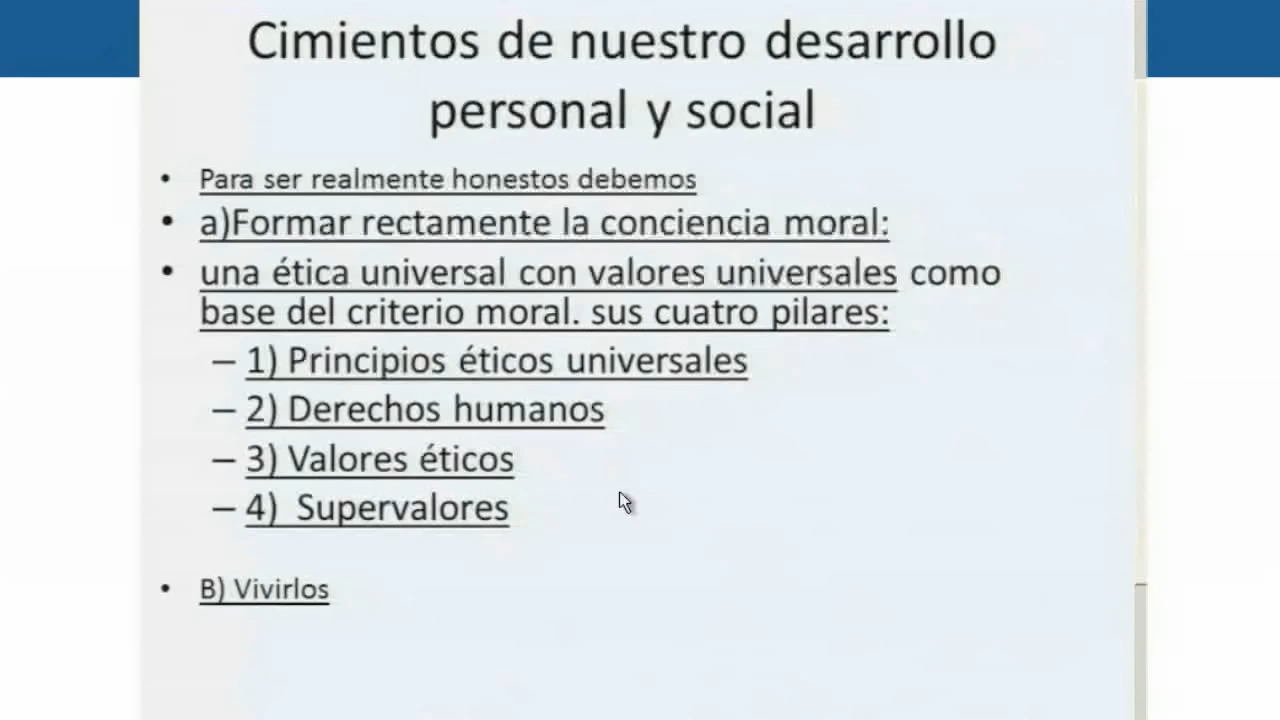 Cimientos de nuestro desarrollo
personal y social
• Para ser realmente honestos debemos
• a)Formar rectamente la conciencia moral:
• una ética universal con valores universales como
base del criterio moral. sus cuatro pilares:
– 1) Principios éticos universales
– 2) Derechos humanos
– 3) Valores éticos
– 4) Supervalores
• B) Vivirlos